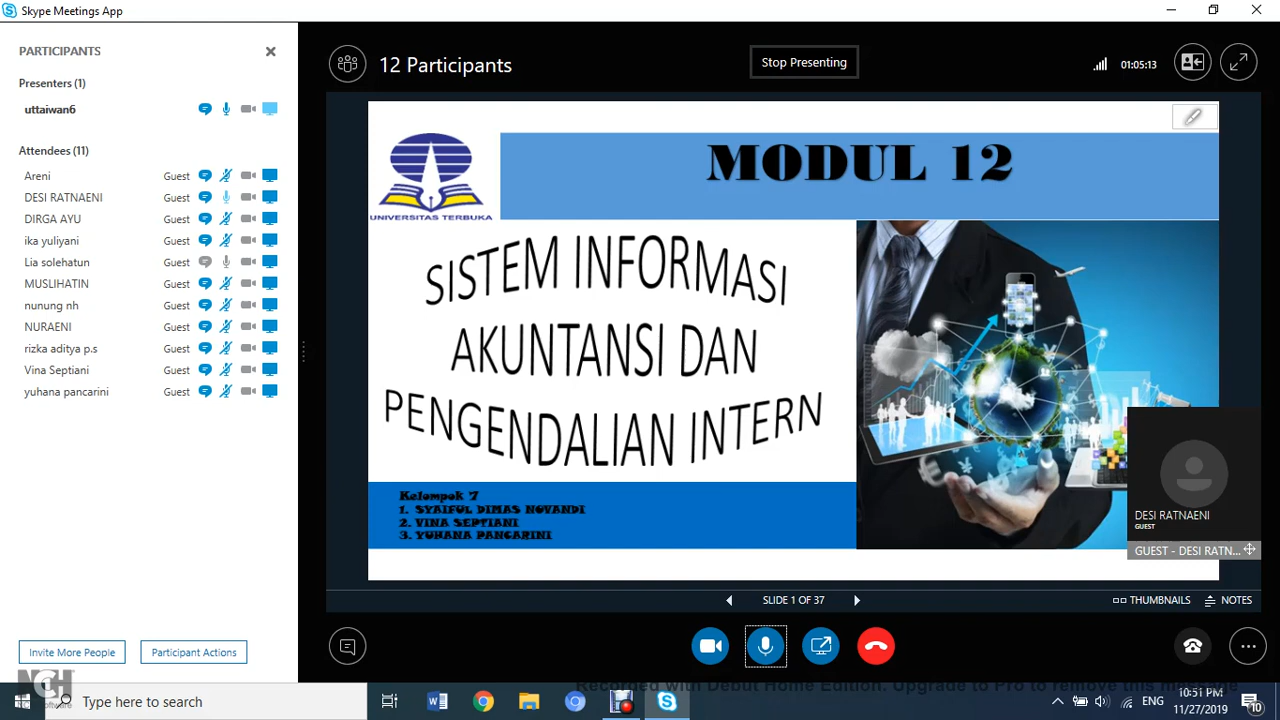 Skype Meetings App
PARTICIPANTS
Presenters (1)
uttaiwan6
Attendees (11)
Areni Guest
DESI RATNAENI Guest
DIRGA AYU Guest
ika yuliyani Guest
Lia solehatun Guest
MUSLIHATIN Guest
nunung nh Guest
NURAENI Guest
rizka aditya p.s Guest
Vina Septiani Guest
yuhana pancarini Guest
Invite More People
Participant Actions
12 Participants
Stop Presenting
01:05:13
UNIVERSITAS TERBUKA
MODUL 12
SISTEM INFORMASI
AKUNTANSI DAN
PENGENDALIAN INTERN
Kelompok 7
1. SYAIFUL DIMAS NOVANDI
2. VINA SEPTIANI
3. YUHANA PANCARINI
DESI RATNAENI
GUEST
GUEST - DESI RATN...
SLIDE 1 OF 37
THUMBNAILS
NOTES
Recorded with Debut Home Edition. Upgrade to Pro to remove this message
NCH
Software
Type here to search
ENG
10:51 PM
11/27/2019
10